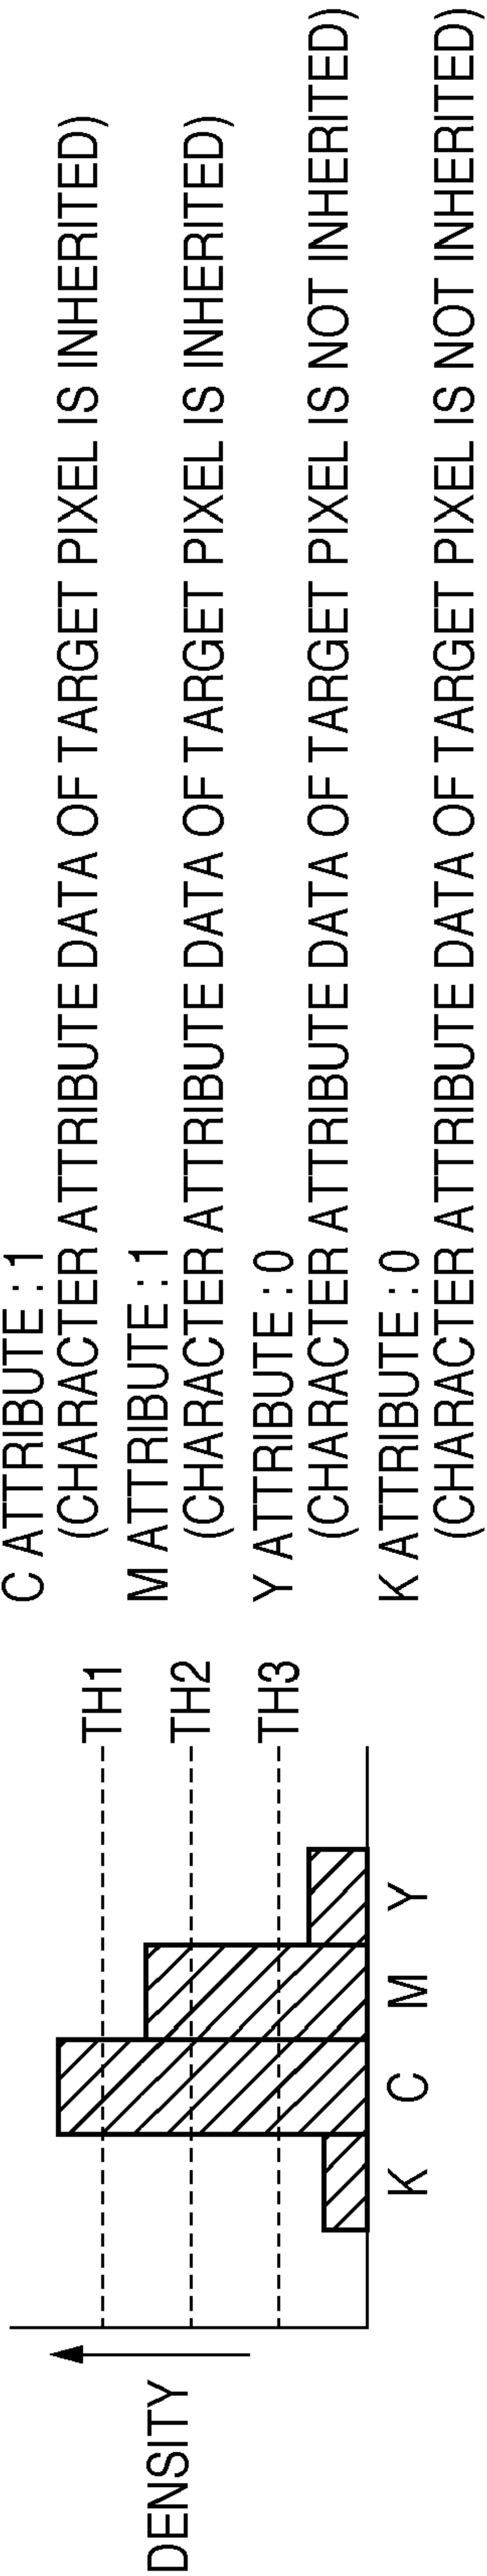 DENSITY
TH1
TH2
TH3
K C M Y
C ATTRIBUTE : 1
(CHARACTER ATTRIBUTE DATA OF TARGET PIXEL IS INHERITED)
M ATTRIBUTE : 1
(CHARACTER ATTRIBUTE DATA OF TARGET PIXEL IS INHERITED)
Y ATTRIBUTE : 0
(CHARACTER ATTRIBUTE DATA OF TARGET PIXEL IS NOT INHERITED)
K ATTRIBUTE : 0
(CHARACTER ATTRIBUTE DATA OF TARGET PIXEL IS NOT INHERITED)